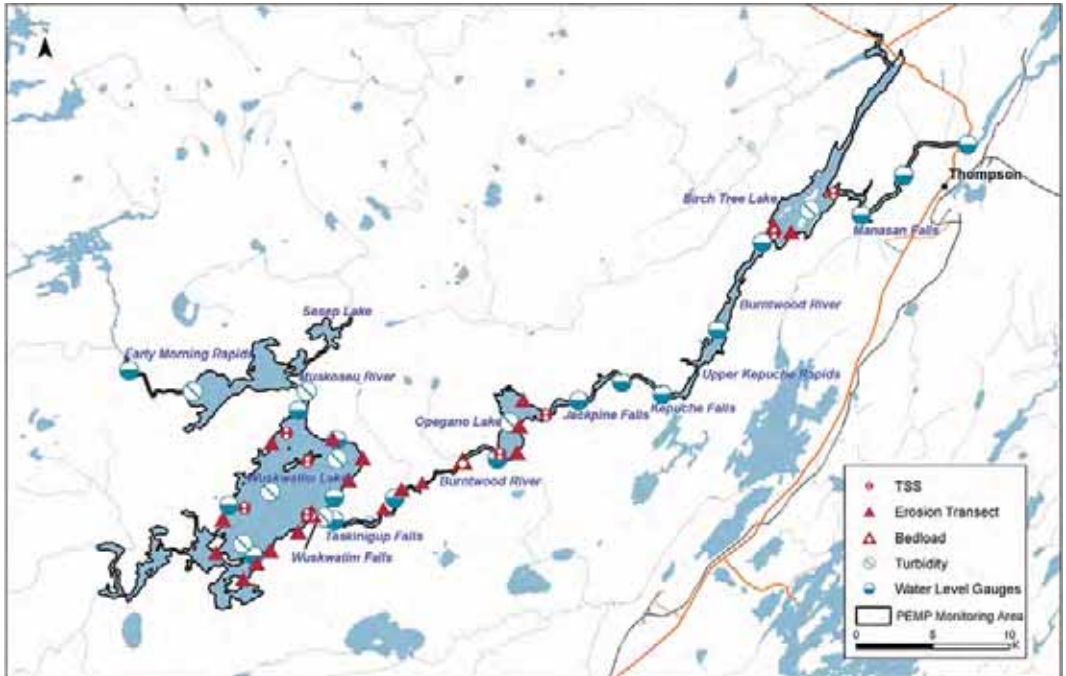 Thompson
Birch Tree Lake
Manasan Falls
Burntwood River
Sesep Lake
Early Morning Rapids
Muskoseu River
Upper Kepuche Rapids
Opegano Lake
Jackpine Falls
Kepuche Falls
Wuskwatim Lake
Burntwood River
Taskinigup Falls
Wuskwatim Falls
TSS
Erosion Transect
Bedload
Turbidity
Water Level Gauges
PEMP Monitoring Area
0 5 10